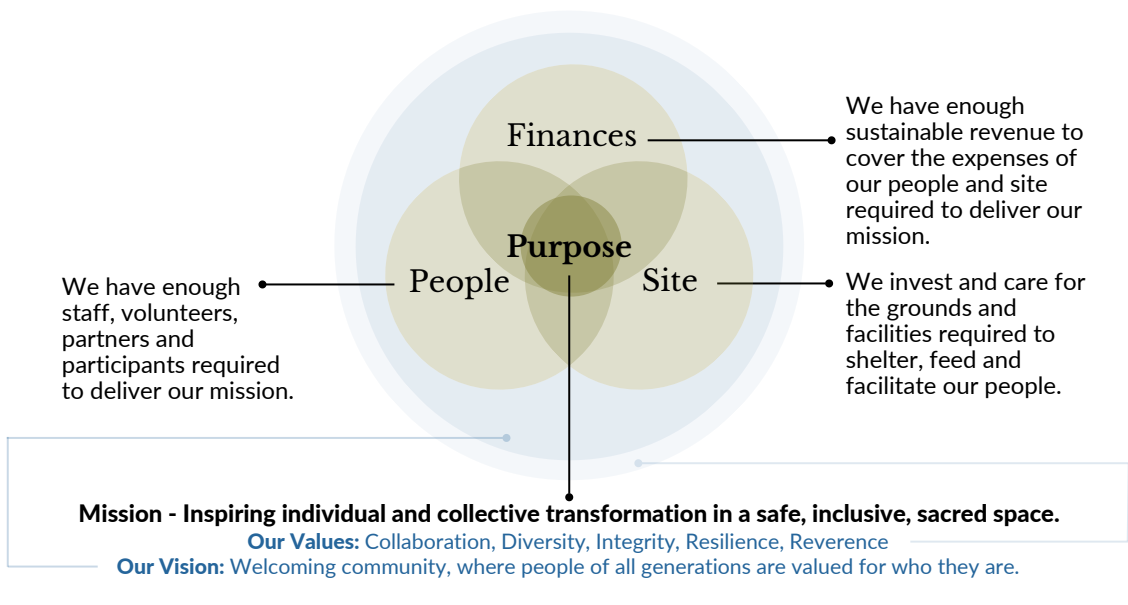 Finances
We have enough
sustainable revenue to
cover the expenses of
our people and site
required to deliver our
mission.
Purpose
People
Site
We have enough
staff, volunteers,
partners and
participants required
to deliver our mission.
We invest and care for
the grounds and
facilities required to
shelter, feed and
facilitate our people.
Mission - Inspiring individual and collective transformation in a safe, inclusive, sacred space.
Our Values: Collaboration, Diversity, Integrity, Resilience, Reverence
Our Vision: Welcoming community, where people of all generations are valued for who they are.